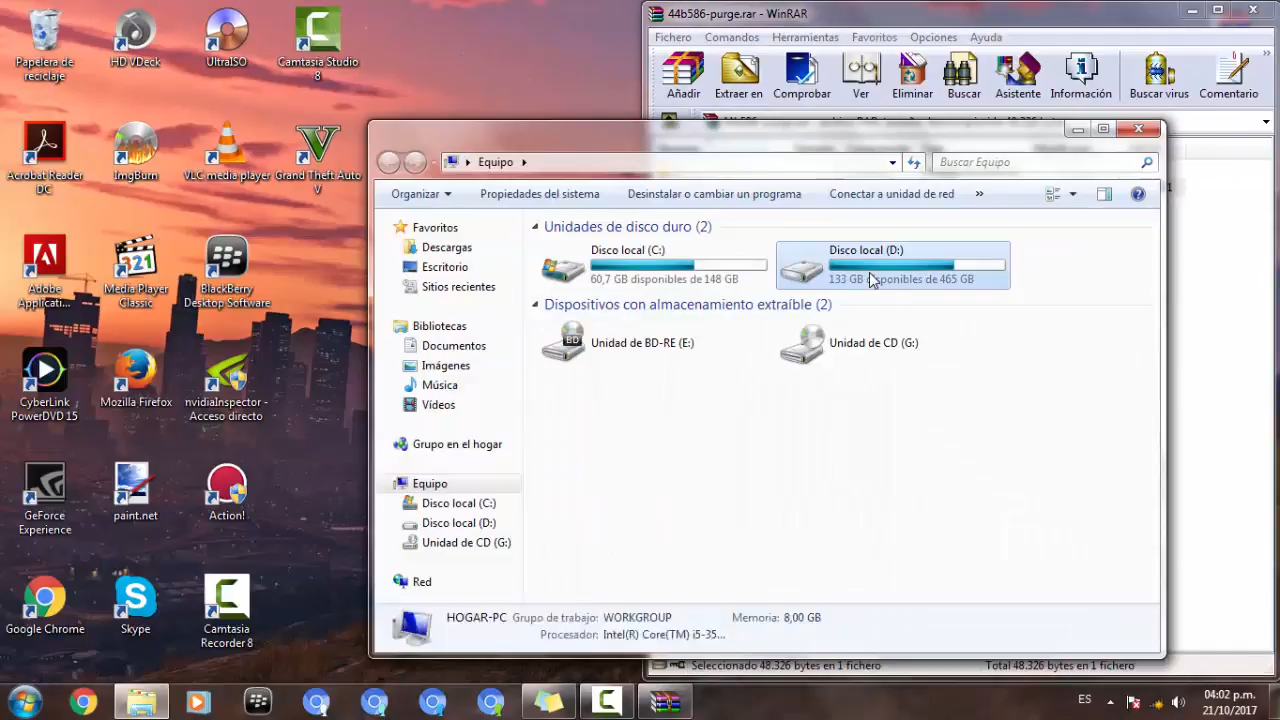 Papelera de
reciclaje
HD VDeck
UltraISO
Camtasia Studio
8
Acrobat Reader
DC
ImgBurn
VLC media player
Grand Theft Auto
V
Adobe
Applicati...
Media Player
Classic
BlackBerry
Desktop Software
CyberLink
PowerDVD 15
Mozilla Firefox
nvidiaInspector -
Acceso directo
GeForce
Experience
paint.net
Action!
Google Chrome
Skype
Camtasia
Recorder 8
44b586-purge.rar - WinRAR
Fichero Comandos Herramientas Favoritos Opciones Ayuda
Añadir Extraer en Comprobar Ver Eliminar Buscar Asistente Información Buscar virus Comentario
Equipo
Buscar Equipo
Organizar Propiedades del sistema Desinstalar o cambiar un programa Conectar a unidad de red »
Favoritos
Descargas
Escritorio
Sitios recientes
Bibliotecas
Documentos
Imágenes
Música
Vídeos
Grupo en el hogar
Equipo
Disco local (C:)
Disco local (D:)
Unidad de CD (G:)
Red
Unidades de disco duro (2)
Disco local (C:)
60,7 GB disponibles de 148 GB
Disco local (D:)
133 GB disponibles de 465 GB
Dispositivos con almacenamiento extraíble (2)
BD
Unidad de BD-RE (E:)
Unidad de CD (G:)
HOGAR-PC Grupo de trabajo: WORKGROUP Memoria: 8,00 GB
Procesador: Intel(R) Core(TM) i5-35...
Seleccionado 48.326 bytes en 1 fichero
Total 48.326 bytes en 1 fichero
ES
04:02 p.m.
21/10/2017